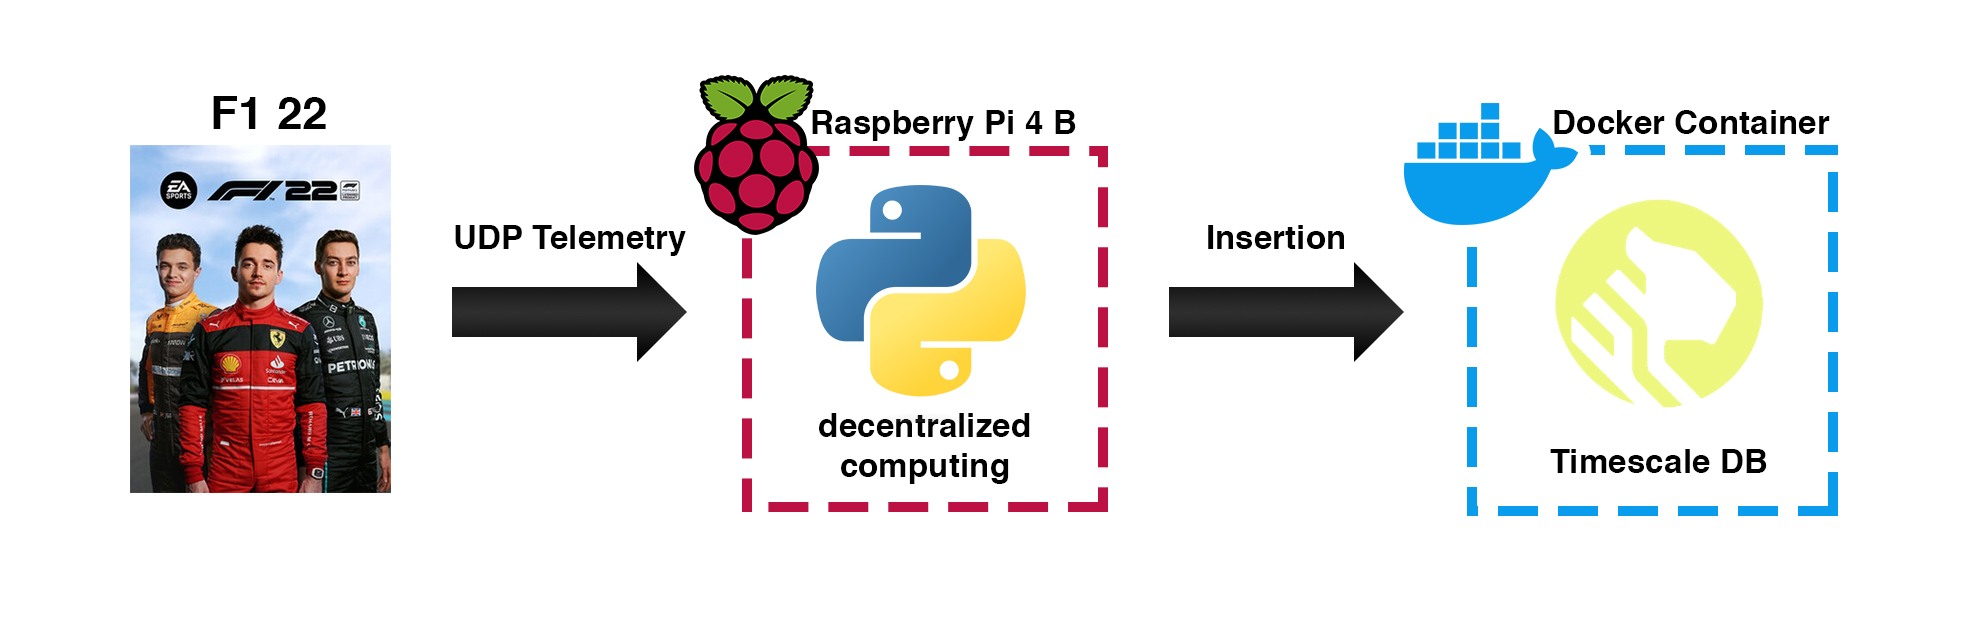 F1 22
EA
SPORTS
F1 22
UDP Telemetry
Raspberry Pi 4 B
decentralized
computing
Insertion
Docker Container
Timescale DB
PETRONAS